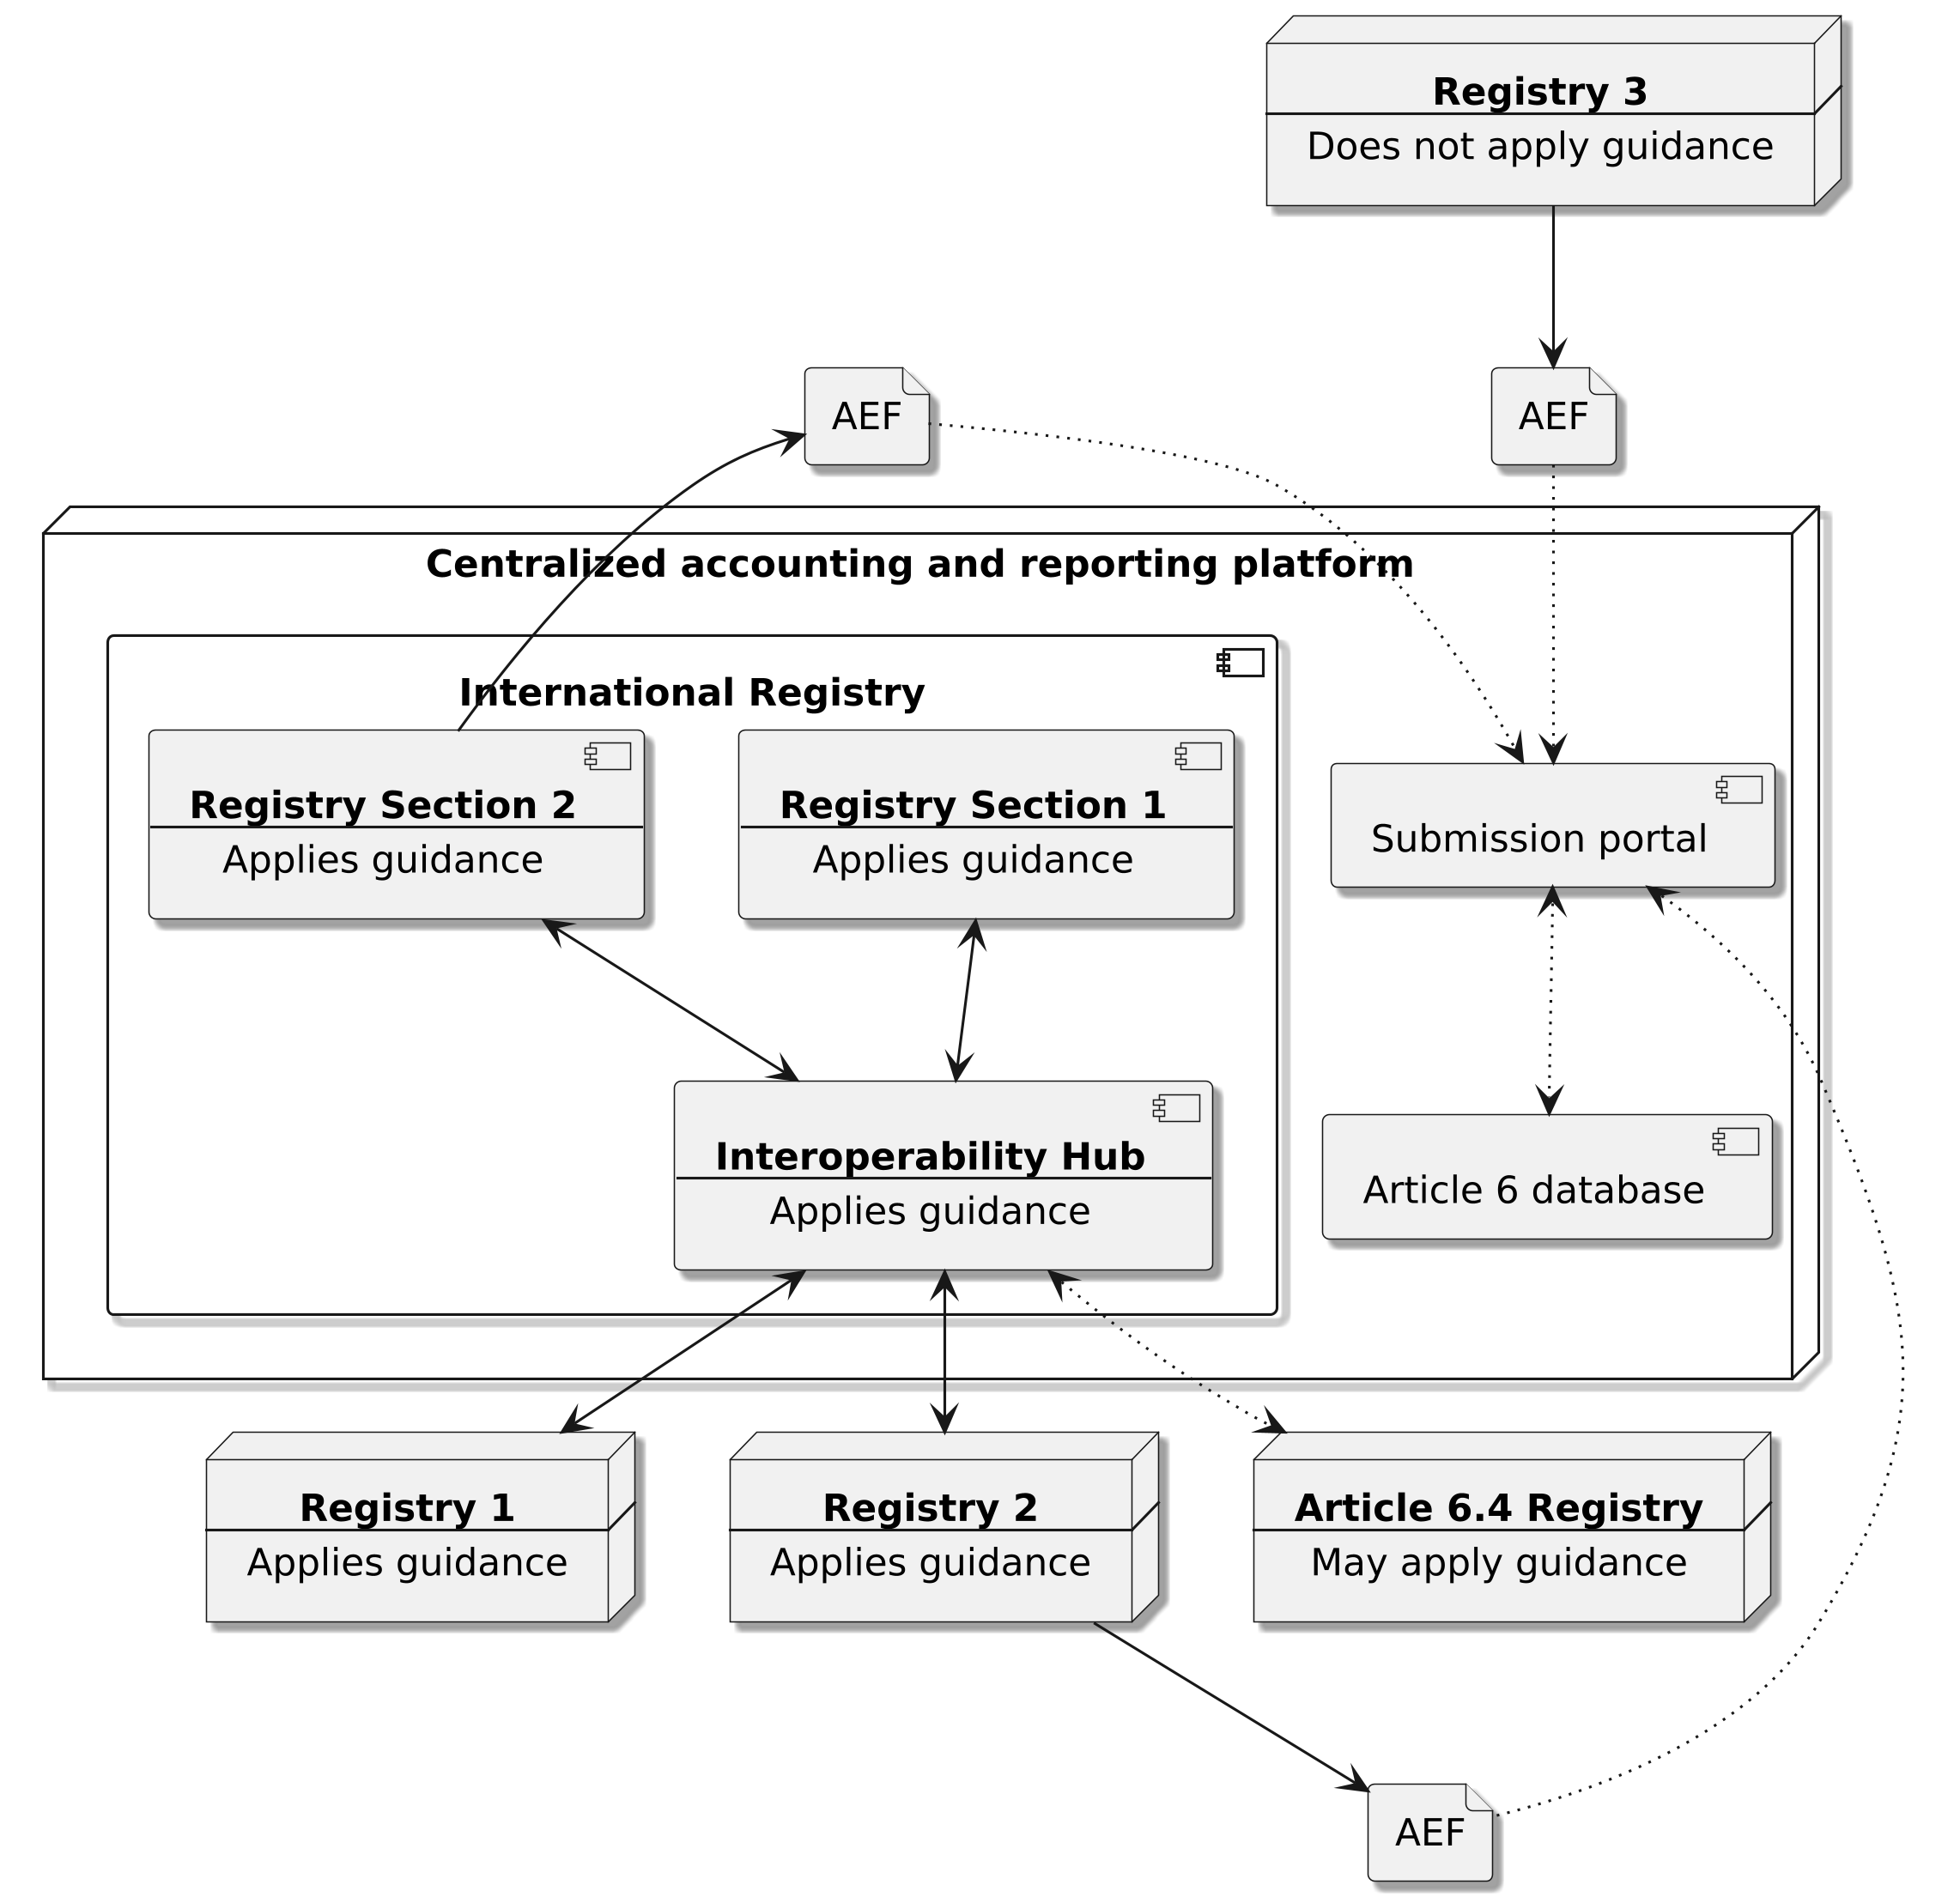 Registry 3
Does not apply guidance
AEF
AEF
Centralized accounting and reporting platform
International Registry
Registry Section 2
Applies guidance
Registry Section 1
Applies guidance
Submission portal
Interoperability Hub
Applies guidance
Article 6 database
Registry 1
Applies guidance
Registry 2
Applies guidance
Article 6.4 Registry
May apply guidance
AEF